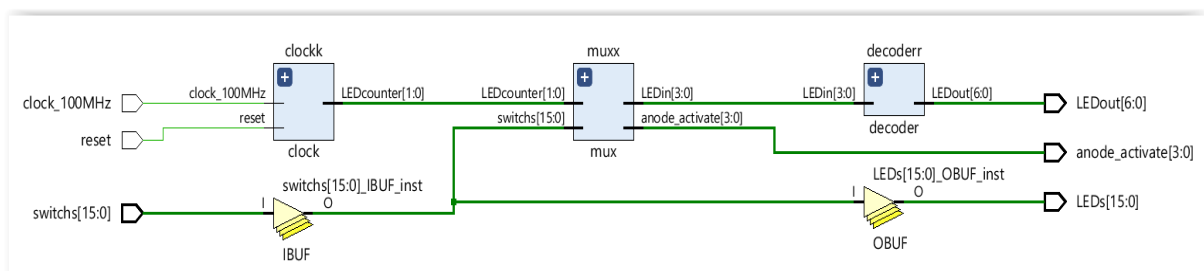 clockk
muxx
decoderr
clock_100MHz
clock_100MHz
LEDcounter[1:0]
LEDcounter[1:0]
LEDin[3:0]
LEDin[3:0]
LEDout[6:0]
LEDout[6:0]
reset
reset
switchs[15:0]
anode_activate[3:0]
decoder
clock
mux
anode_activate[3:0]
switchs[15:0]_IBUF_inst
LEDs[15:0]_OBUF_inst
switchs[15:0]
I
O
I
O
LEDs[15:0]
IBUF
OBUF